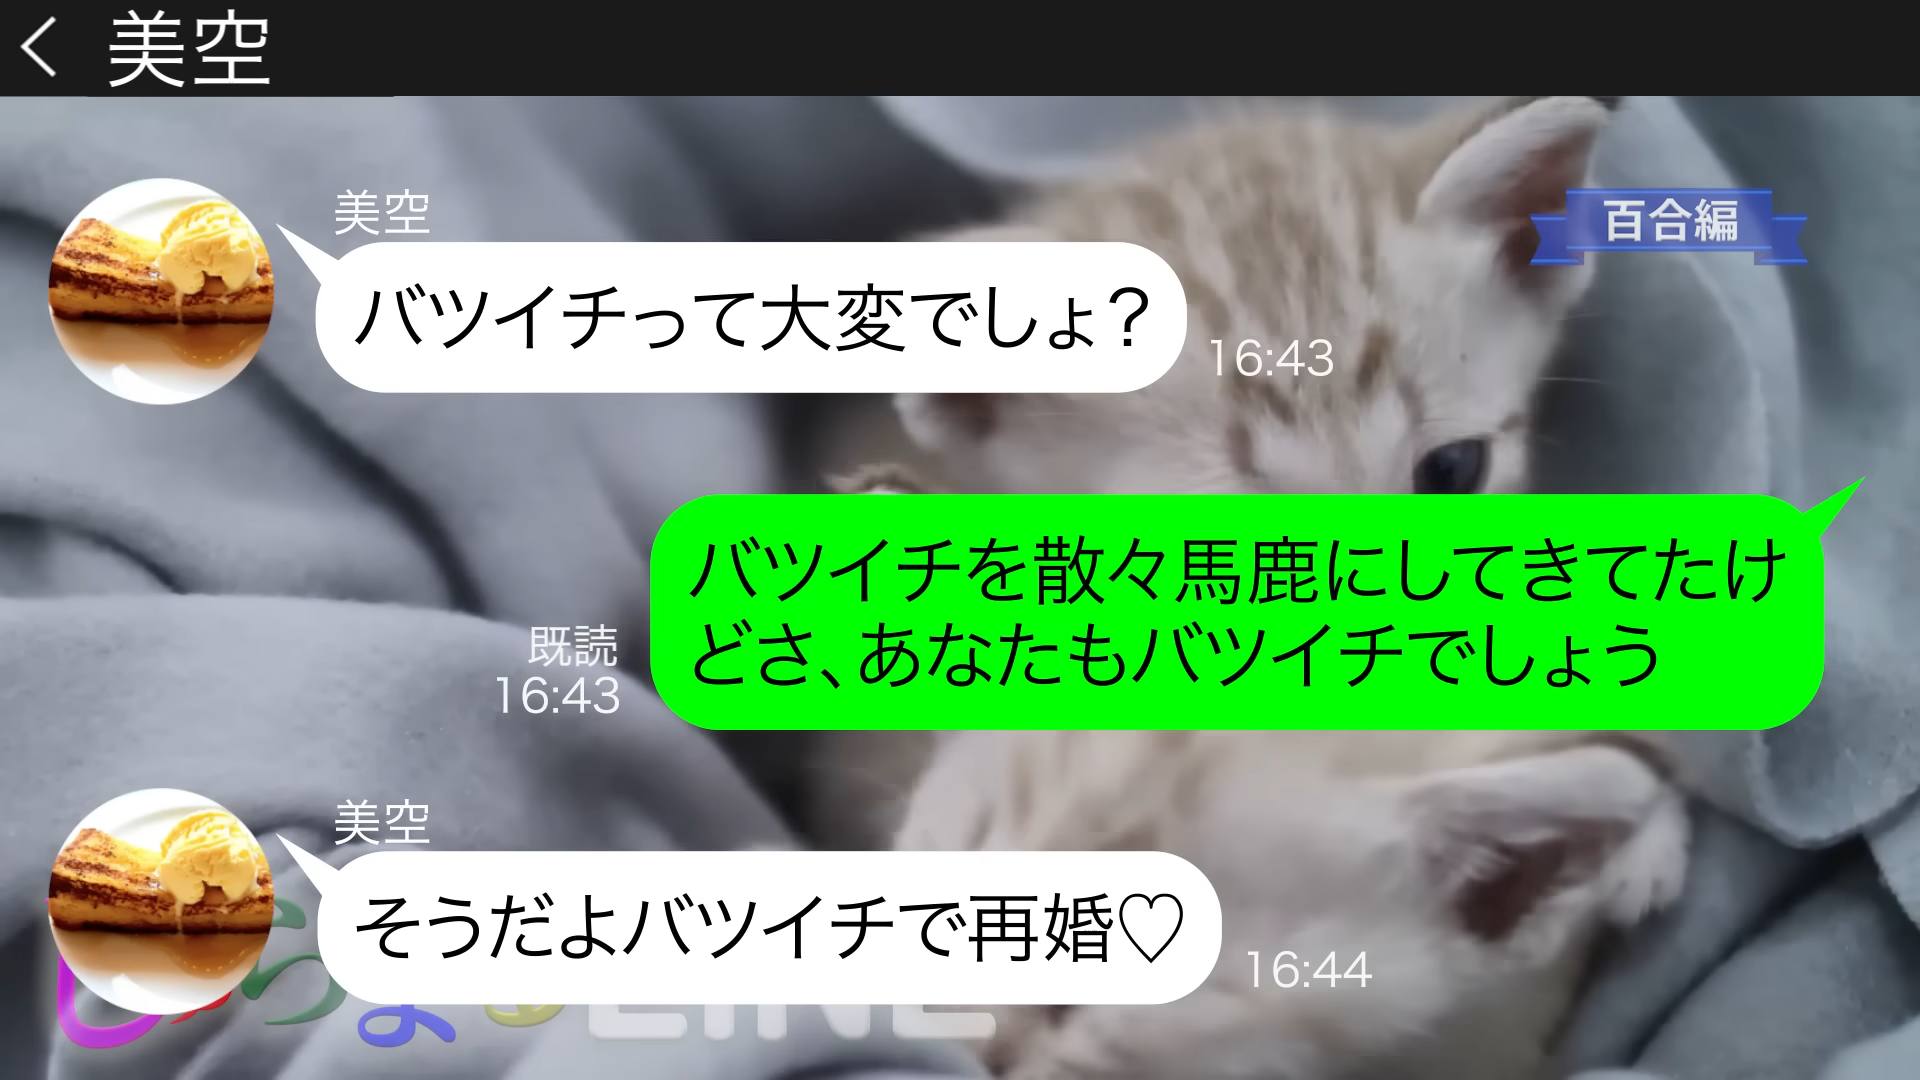 美空
美空
百合編
バツイチって大変でしょ?
16:43
バツイチを散々馬鹿にしてきてたけ
どさ、あなたもバツイチでしょう
既読
16:43
美空
そうだよバツイチで再婚♡
16:44
LINE